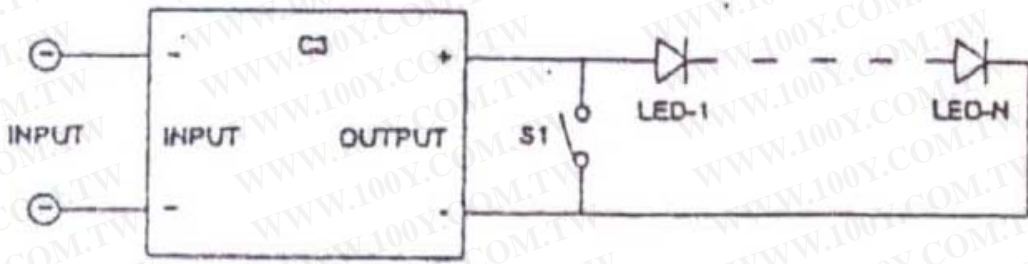 C3
INPUT
INPUT
OUTPUT
+
-
-
-
S1
LED-1
LED-N
WWW.100Y.COM.TW